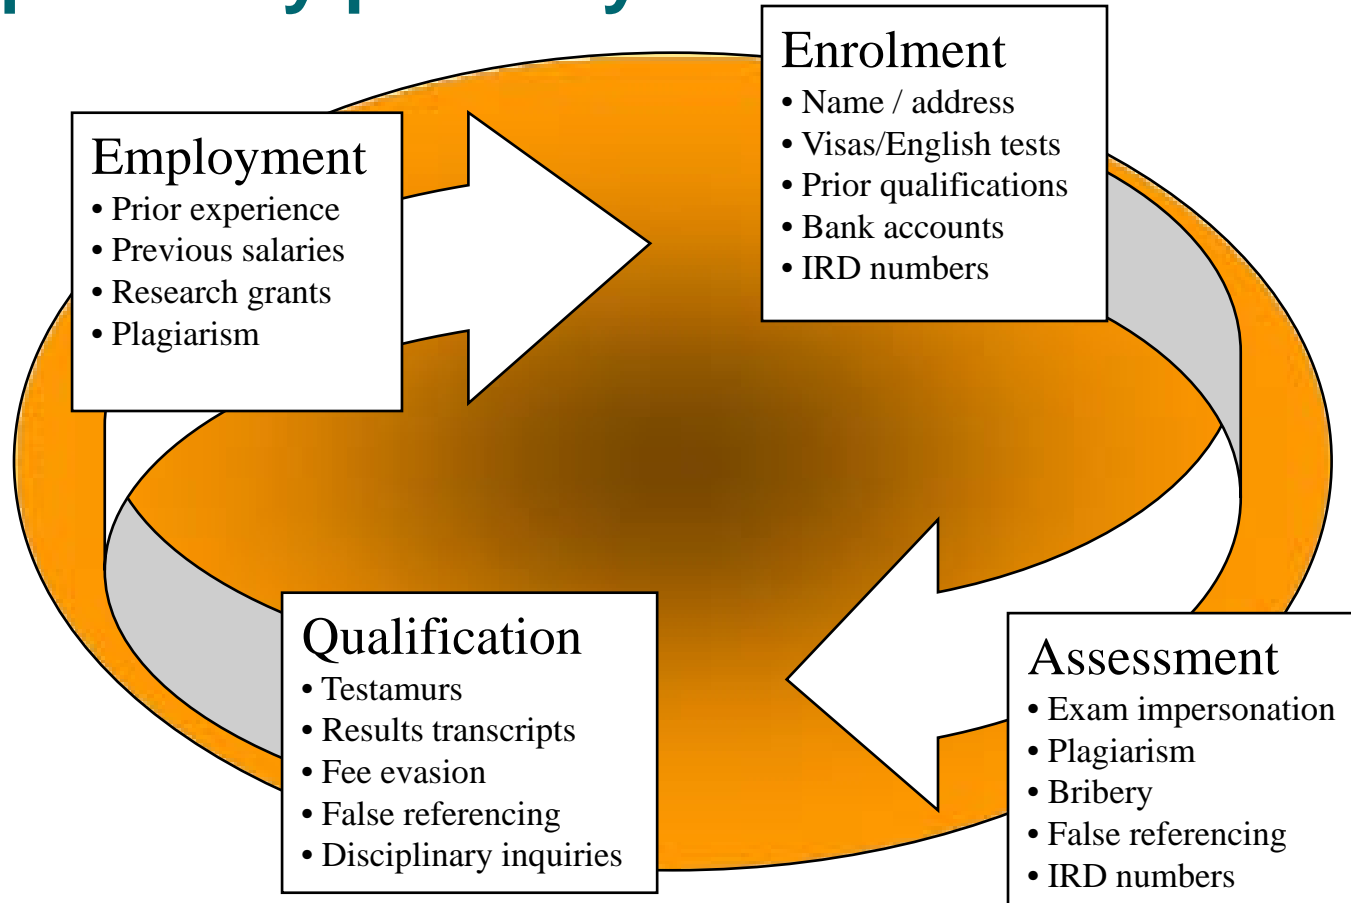 Employment
• Prior experience
• Previous salaries
• Research grants
• Plagiarism
Enrolment
• Name / address
• Visas/English tests
• Prior qualifications
• Bank accounts
• IRD numbers
Qualification
• Testamurs
• Results transcripts
• Fee evasion
• False referencing
• Disciplinary inquiries
Assessment
• Exam impersonation
• Plagiarism
• Bribery
• False referencing
• IRD numbers